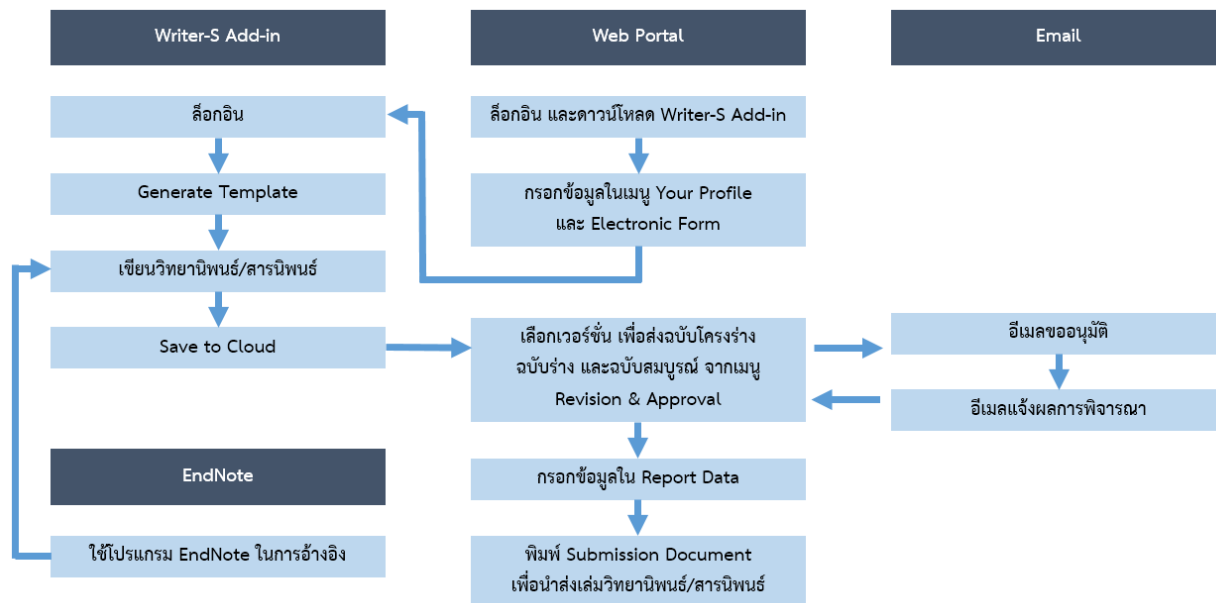 Writer-S Add-in
Web Portal
Email
ล็อกอิน
ล็อกอิน และดาวน์โหลด Writer-S Add-in
Generate Template
กรอกข้อมูลในเมนู Your Profile
และ Electronic Form
เขียนวิทยานิพนธ์/สารนิพนธ์
Save to Cloud
เลือกเวอร์ชั่น เพื่อส่งฉบับโครงร่าง
ฉบับร่าง และฉบับสมบูรณ์ จากเมนู
Revision & Approval
อีเมลขออนุมัติ
อีเมลแจ้งผลการพิจารณา
EndNote
กรอกข้อมูลใน Report Data
ใช้โปรแกรม EndNote ในการอ้างอิง
พิมพ์ Submission Document
เพื่อนำส่งเล่มวิทยานิพนธ์/สารนิพนธ์